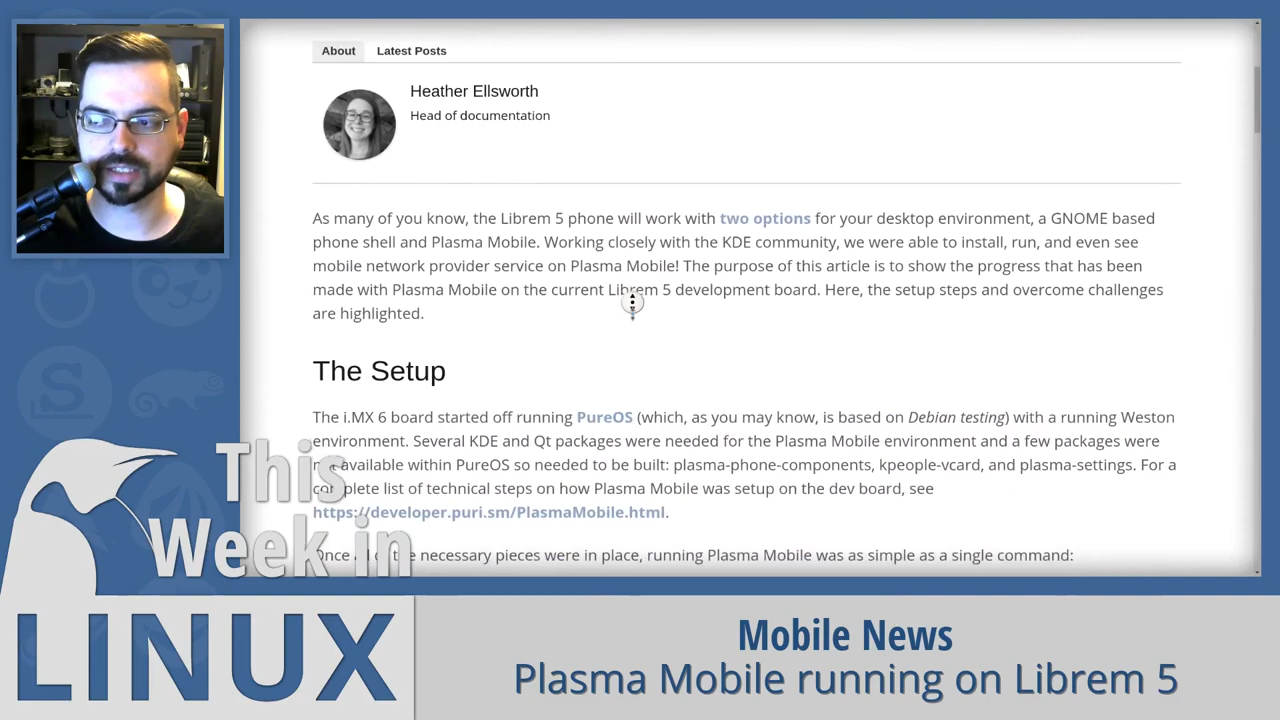 About Latest Posts
Heather Ellsworth
Head of documentation
As many of you know, the Librem 5 phone will work with two options for your desktop environment, a GNOME based
phone shell and Plasma Mobile. Working closely with the KDE community, we were able to install, run, and even see
mobile network provider service on Plasma Mobile! The purpose of this article is to show the progress that has been
made with Plasma Mobile on the current Librem 5 development board. Here, the setup steps and overcome challenges
are highlighted.
The Setup
The i.MX 6 board started off running PureOS (which, as you may know, is based on Debian testing) with a running Weston
environment. Several KDE and Qt packages were needed for the Plasma Mobile environment and a few packages were
not available within PureOS so needed to be built: plasma-phone-components, kpeople-vcard, and plasma-settings. For a
complete list of technical steps on how Plasma Mobile was setup on the dev board, see
https://developer.puri.sm/PlasmaMobile.html.
Once all of the necessary pieces were in place, running Plasma Mobile was as simple as a single command:
This
Week in
LINUX
Mobile News
Plasma Mobile running on Librem 5